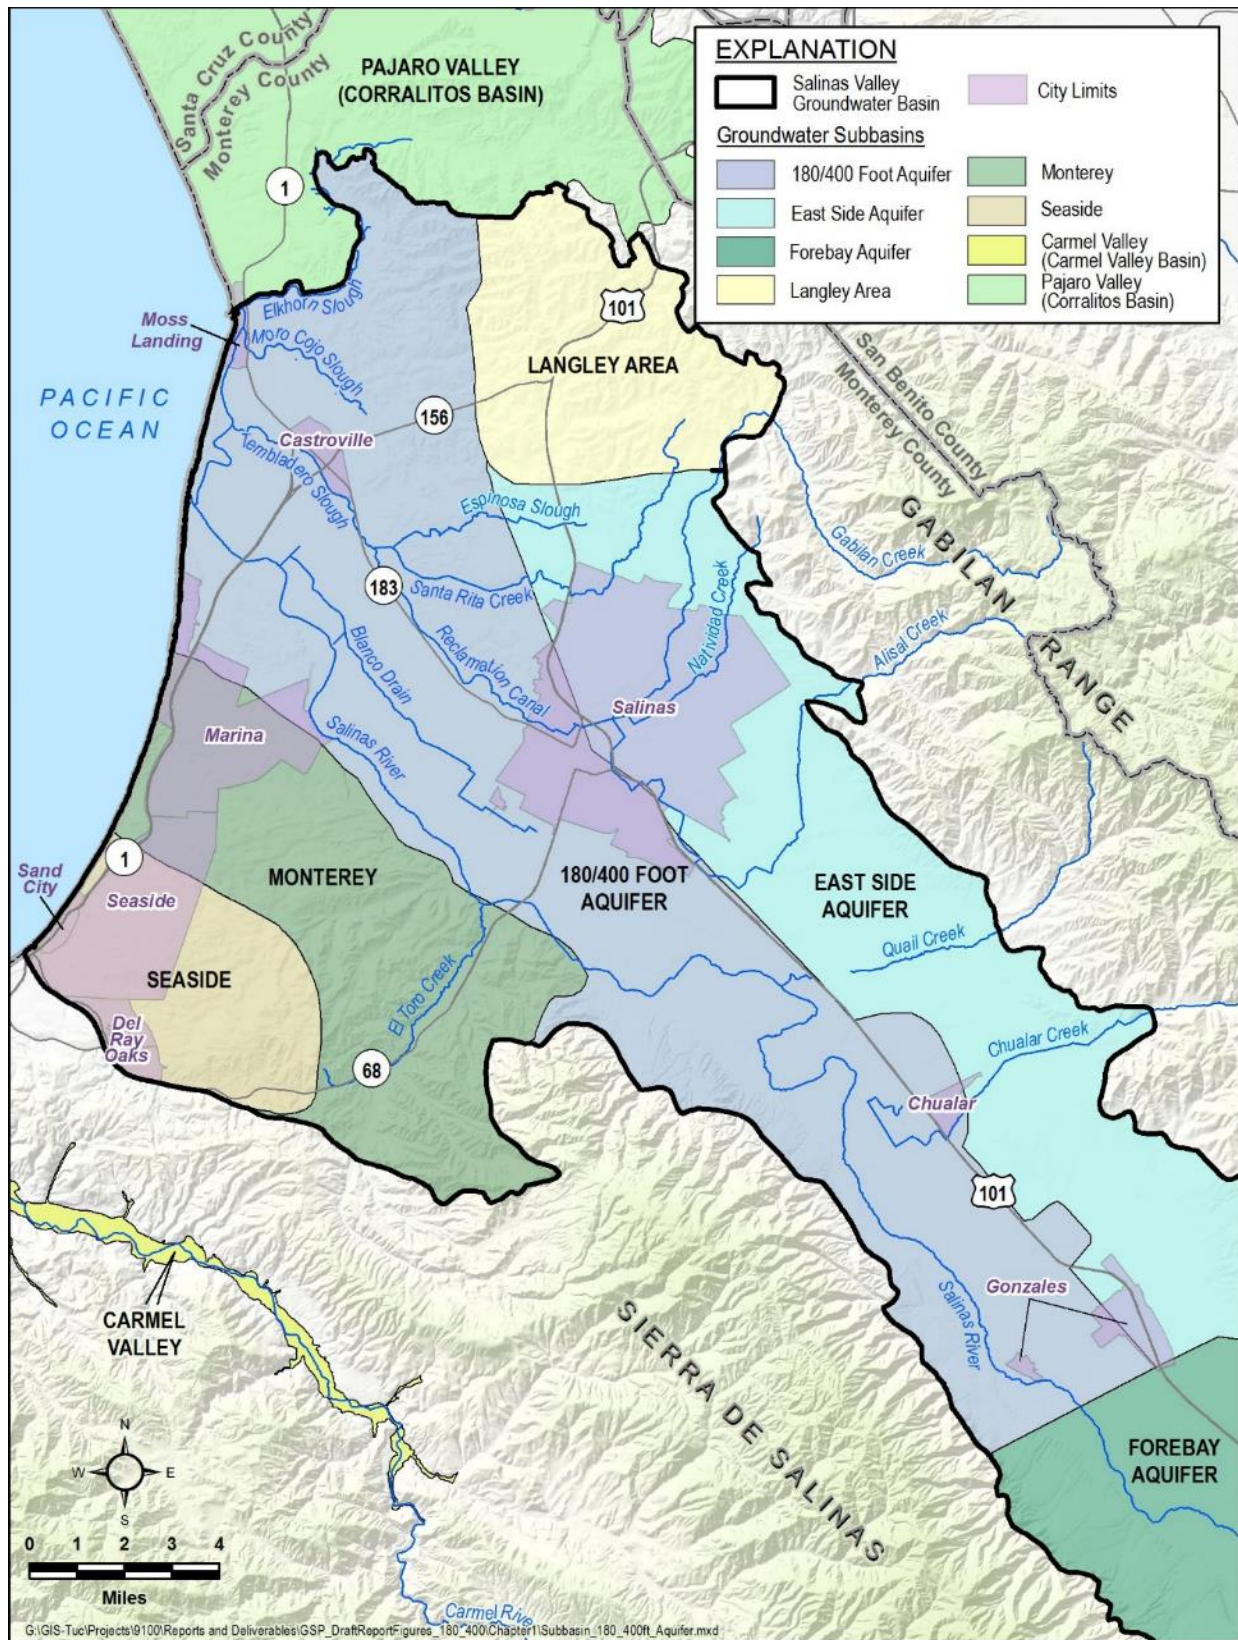 EXPLANATION
Salinas Valley
Groundwater Basin
City Limits
Groundwater Subbasins
180/400 Foot Aquifer
Monterey
East Side Aquifer
Seaside
Forebay Aquifer
Carmel Valley
(Carmel Valley Basin)
Langley Area
Pajaro Valley
(Corralitos Basin)
Santa Cruz County
Monterey County
PAJARO VALLEY
(CORRALITOS BASIN)
1
Elkhorn Slough
Moss
Landing
Moro Cojo Slough
101
LANGLEY AREA
San Benito County
Monterey County
PACIFIC
OCEAN
156
Castroville
Tembladero Slough
Espinosa Slough
GABILAN
RANGE
Gabilan Creek
183
Santa Rita Creek
Natividad Creek
Alisal Creek
Blanco Drain
Reclamation Canal
Salinas
Marina
Salinas River
1
Sand
City
Seaside
MONTEREY
180/400 FOOT
AQUIFER
EAST SIDE
AQUIFER
Quail Creek
SEASIDE
El Toro Creek
Del
Ray
Oaks
68
Chualar Creek
Chualar
101
Gonzales
Salinas River
CARMEL
VALLEY
SIERRA DE SALINAS
FOREBAY
AQUIFER
N
W
E
S
0 1 2 3 4
Miles
Carmel Rive
G:\GIS-Tuc\Projects\9100\Reports and Deliverables\GSP_DraftReportFigures_180_400\Chapter1\Subbasin_180_400ft_Aquifer.mxd